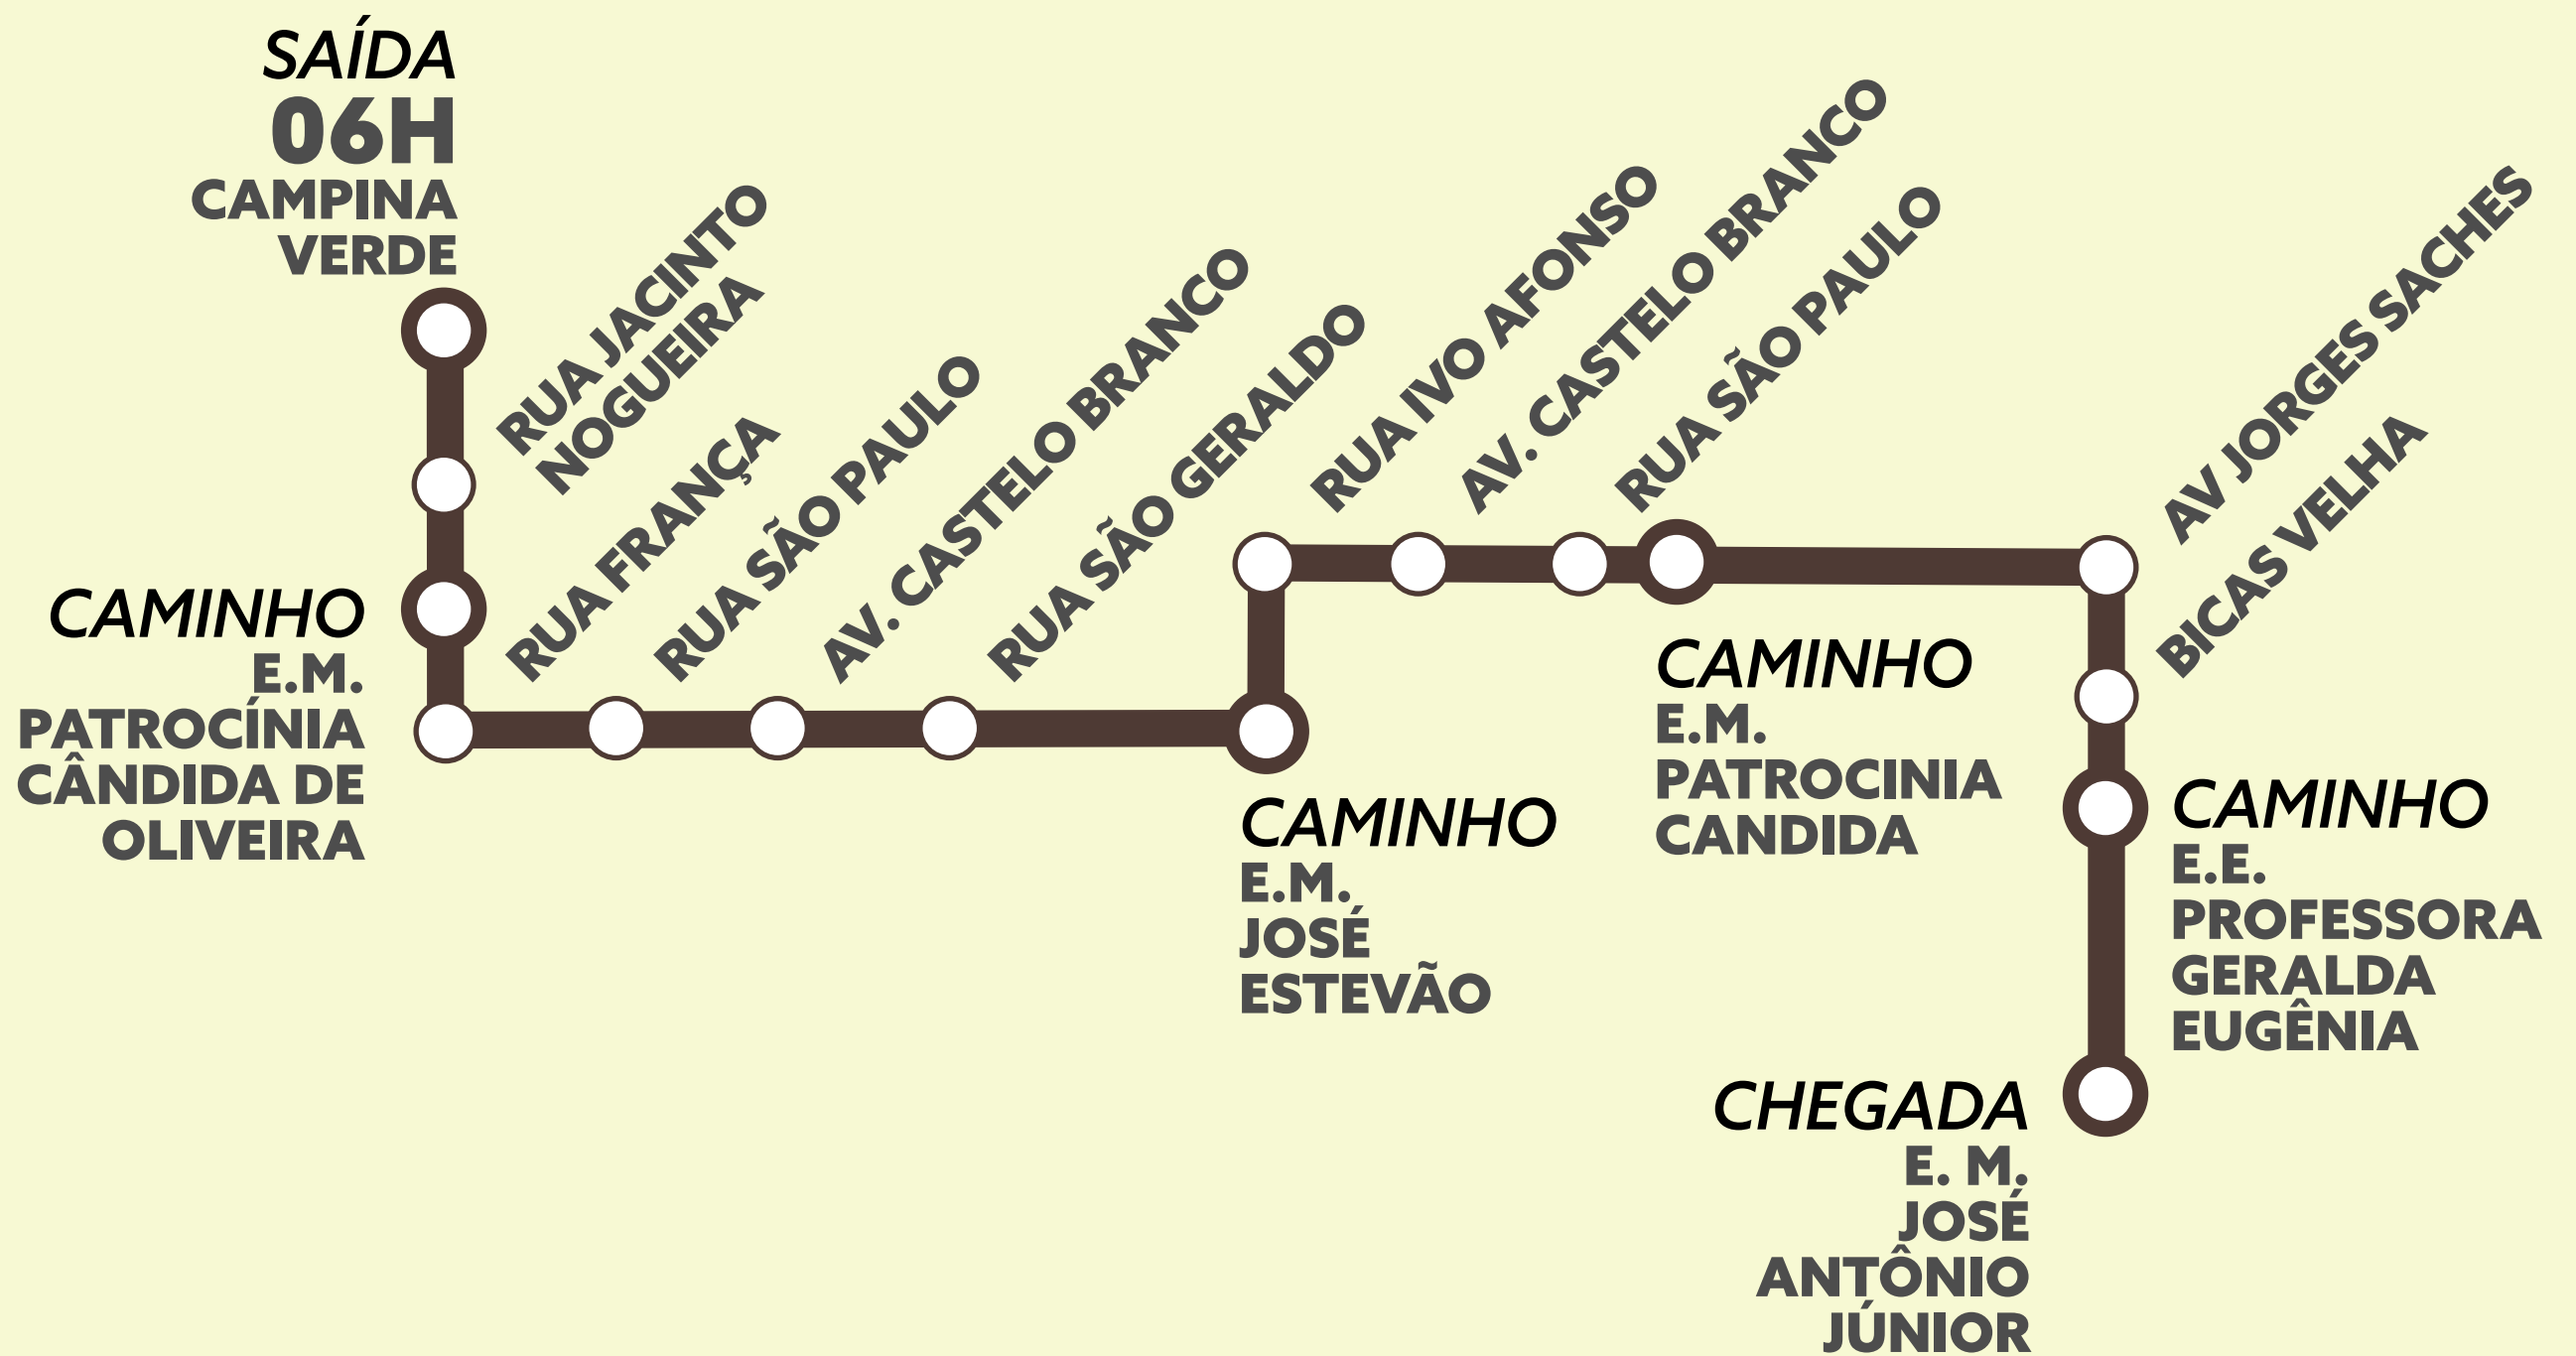 SAÍDA
06H
CAMPINA
VERDE
RUA JACINTO
NOGUEIRA
CAMINHO
E.M.
PATROCÍNIA
CÂNDIDA DE
OLIVEIRA
RUA FRANÇA
RUA SÃO PAULO
AV. CASTELO BRANCO
RUA SÃO GERALDO
CAMINHO
E.M.
JOSÉ
ESTEVÃO
RUA IVO AFONSO
AV. CASTELO BRANCO
RUA SÃO PAULO
CAMINHO
E.M.
PATROCINIA
CANDIDA
AV JORGES SACHES
BICAS VELHA
CAMINHO
E.E.
PROFESSORA
GERALDA
EUGÊNIA
CHEGADA
E. M.
JOSÉ
ANTÔNIO
JÚNIOR